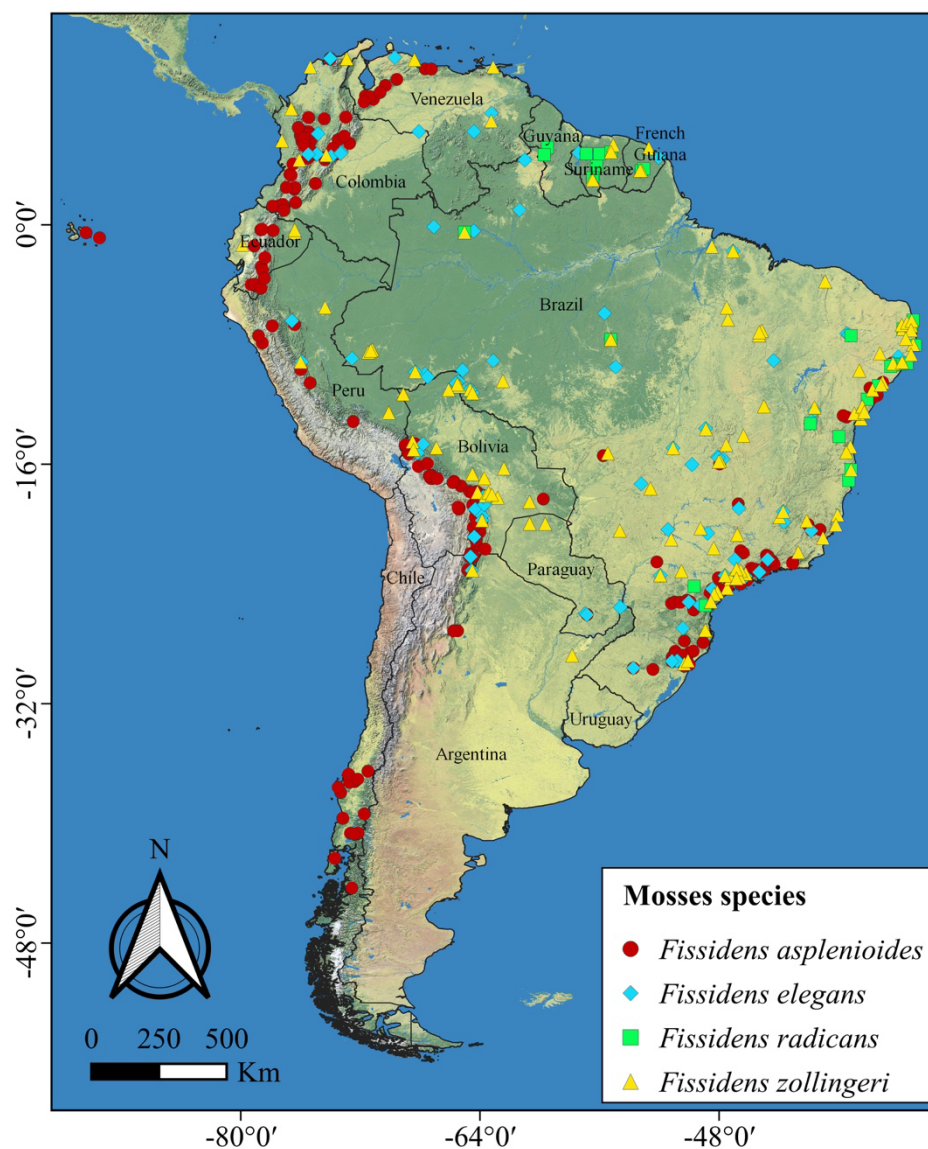 Venezuela
Guyana
French
Guiana
Suriname
Colombia
Ecuador
Brazil
Peru
Bolivia
Paraguay
Chile
Uruguay
Argentina
0°0′
-16°0′
-32°0′
-48°0′
N
0 250 500
Km
Mosses species
Fissidens asplenioides
Fissidens elegans
Fissidens radicans
Fissidens zollingeri
-80°0′ -64°0′ -48°0′